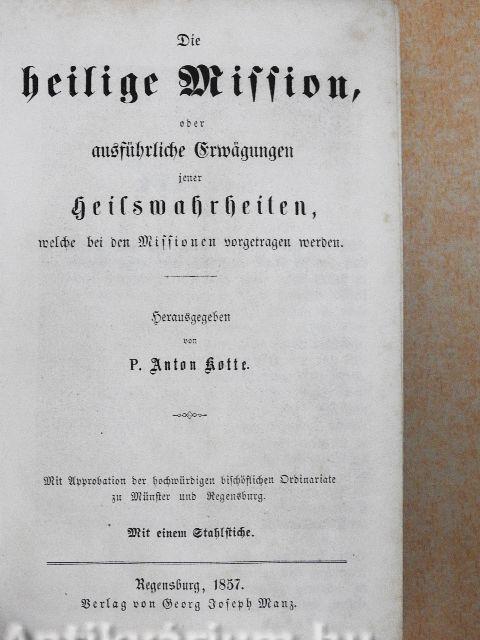 Die
heilige Mission,
oder
ausführliche Erwägungen
jener
Heilswahrheiten,
welche bei den Missionen vorgetragen werden.
Herausgegeben
von
P. Anton Kotte.
Mit Approbation der hochwürdigen bischöflichen Ordinariate
zu Münster und Regensburg.
Mit einem Stahlstiche.
Regensburg, 1857.
Verlag von Georg Joseph Manz.
Antikvárium.hu